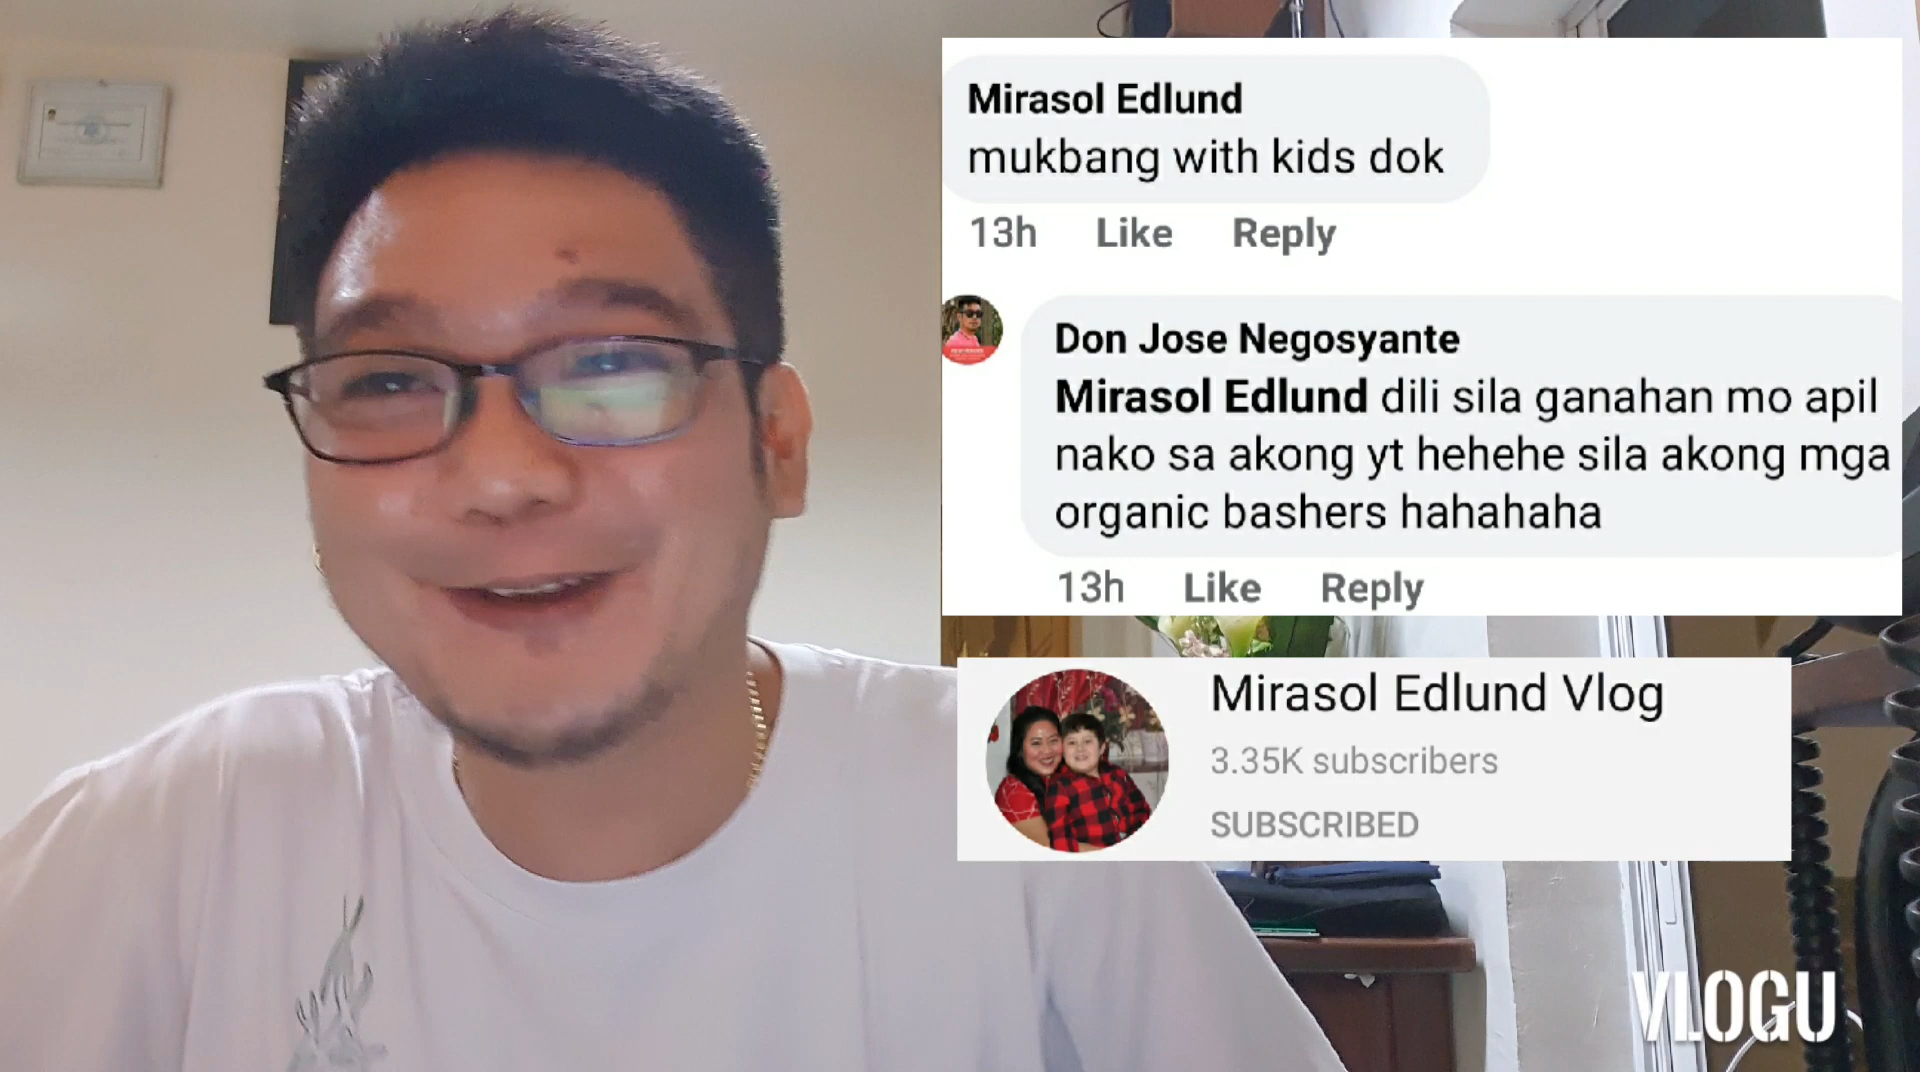 Mirasol Edlund
mukbang with kids dok
13h Like Reply
Don Jose Negosyante
Mirasol Edlund dili sila ganahan mo apil
nako sa akong yt hehehe sila akong mga
organic bashers hahahaha
13h Like Reply
Mirasol Edlund Vlog
3.35K subscribers
SUBSCRIBED
VLOGU